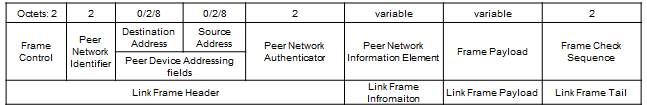 Octets: 2 2 0/2/8 0/2/8 2 variable variable 2
Frame Control
Peer Network Identifier
Destination Address
Source Address
Peer Device Addressing fields
Peer Network Authenticator
Peer Network Information Element
Frame Payload
Frame Check Sequence
Link Frame Header
Link Frame Infromaiton
Link Frame Payload
Link Frame Tail